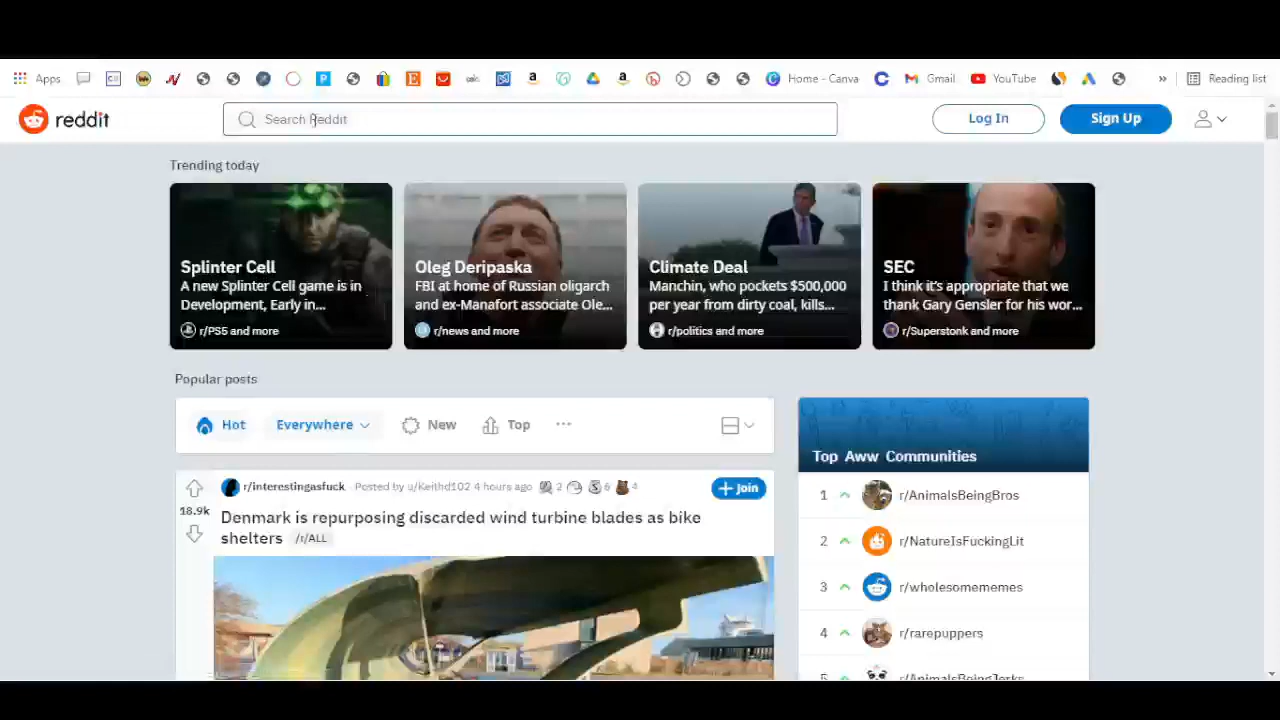 Apps
Home - Canva
Gmail
YouTube
»
Reading list
reddit
Search Reddit
Log In
Sign Up
Trending today
Splinter Cell
A new Splinter Cell game is in
Development, Early in...
r/PS5 and more
Oleg Deripaska
FBI at home of Russian oligarch
and ex-Manafort associate Ole...
r/news and more
Climate Deal
Manchin, who pockets $500,000
per year from dirty coal, kills...
r/politics and more
SEC
I think it's appropriate that we
thank Gary Gensler for his wor...
r/Superstonk and more
Popular posts
Hot
Everywhere
New
Top
...
r/interestingasfuck Posted by u/Keithd102 4 hours ago 2 6 4
Join
18.9k
Denmark is repurposing discarded wind turbine blades as bike
shelters /r/ALL
Top Aww Communities
1 r/AnimalsBeingBros
2 r/NatureIsFuckingLit
3 r/wholesomememes
4 r/rarepuppers
5 r/AnimalsBeingJerks